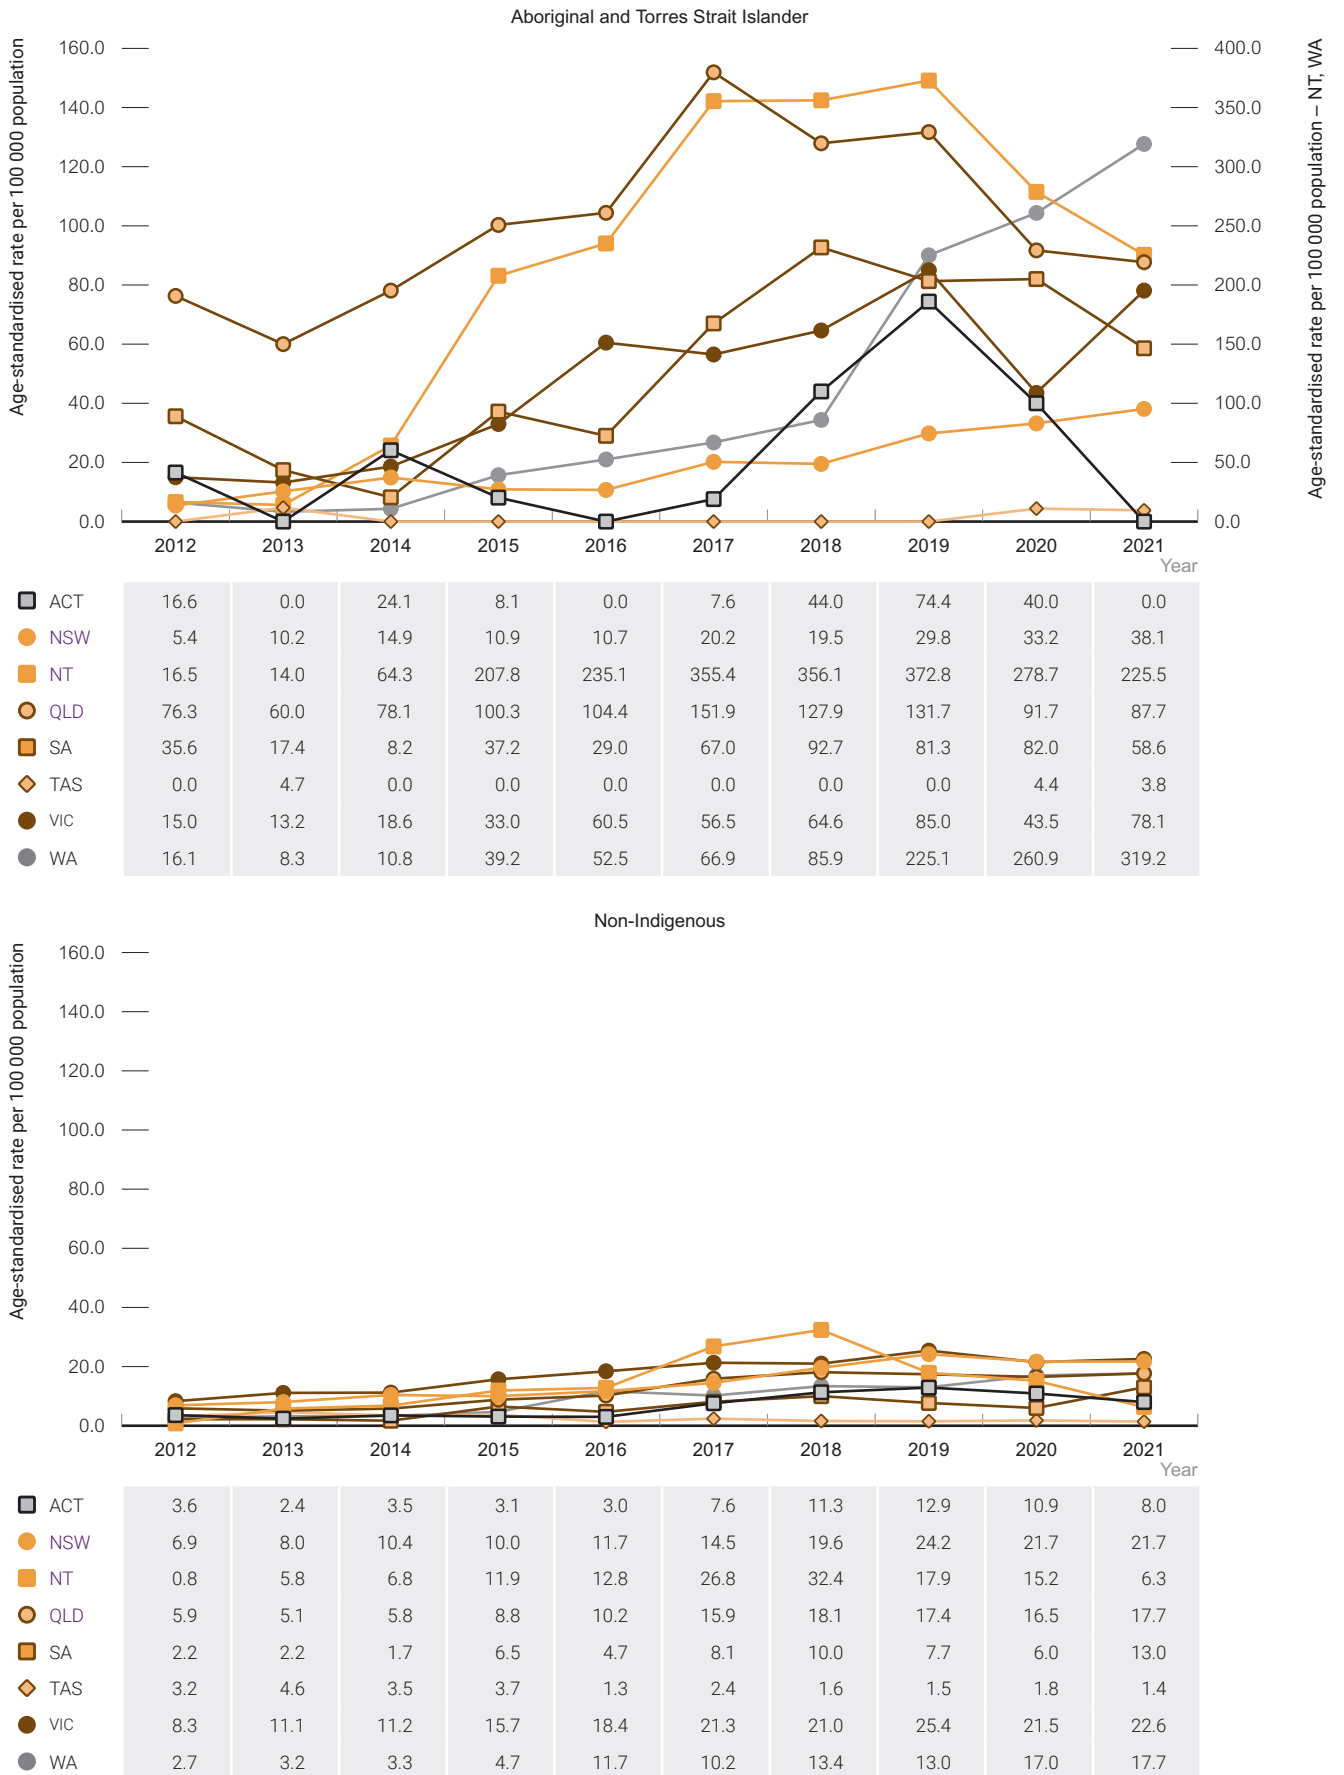 Aboriginal and Torres Strait Islander
Age-standardised rate per 100 000 population
160.0
140.0
120.0
100.0
80.0
60.0
40.0
20.0
0.0
400.0
350.0
300.0
250.0
200.0
150.0
100.0
50.0
0.0
Age-standardised rate per 100 000 population – NT, WA
2012 2013 2014 2015 2016 2017 2018 2019 2020 2021
Year
ACT 16.6 0.0 24.1 8.1 0.0 7.6 44.0 74.4 40.0 0.0
NSW 5.4 10.2 14.9 10.9 10.7 20.2 19.5 29.8 33.2 38.1
NT 16.5 14.0 64.3 207.8 235.1 355.4 356.1 372.8 278.7 225.5
QLD 76.3 60.0 78.1 100.3 104.4 151.9 127.9 131.7 91.7 87.7
SA 35.6 17.4 8.2 37.2 29.0 67.0 92.7 81.3 82.0 58.6
TAS 0.0 4.7 0.0 0.0 0.0 0.0 0.0 0.0 4.4 3.8
VIC 15.0 13.2 18.6 33.0 60.5 56.5 64.6 85.0 43.5 78.1
WA 16.1 8.3 10.8 39.2 52.5 66.9 85.9 225.1 260.9 319.2
Non-Indigenous
Age-standardised rate per 100 000 population
160.0
140.0
120.0
100.0
80.0
60.0
40.0
20.0
0.0
2012 2013 2014 2015 2016 2017 2018 2019 2020 2021
Year
ACT 3.6 2.4 3.5 3.1 3.0 7.6 11.3 12.9 10.9 8.0
NSW 6.9 8.0 10.4 10.0 11.7 14.5 19.6 24.2 21.7 21.7
NT 0.8 5.8 6.8 11.9 12.8 26.8 32.4 17.9 15.2 6.3
QLD 5.9 5.1 5.8 8.8 10.2 15.9 18.1 17.4 16.5 17.7
SA 2.2 2.2 1.7 6.5 4.7 8.1 10.0 7.7 6.0 13.0
TAS 3.2 4.6 3.5 3.7 1.3 2.4 1.6 1.5 1.8 1.4
VIC 8.3 11.1 11.2 15.7 18.4 21.3 21.0 25.4 21.5 22.6
WA 2.7 3.2 3.3 4.7 11.7 10.2 13.4 13.0 17.0 17.7